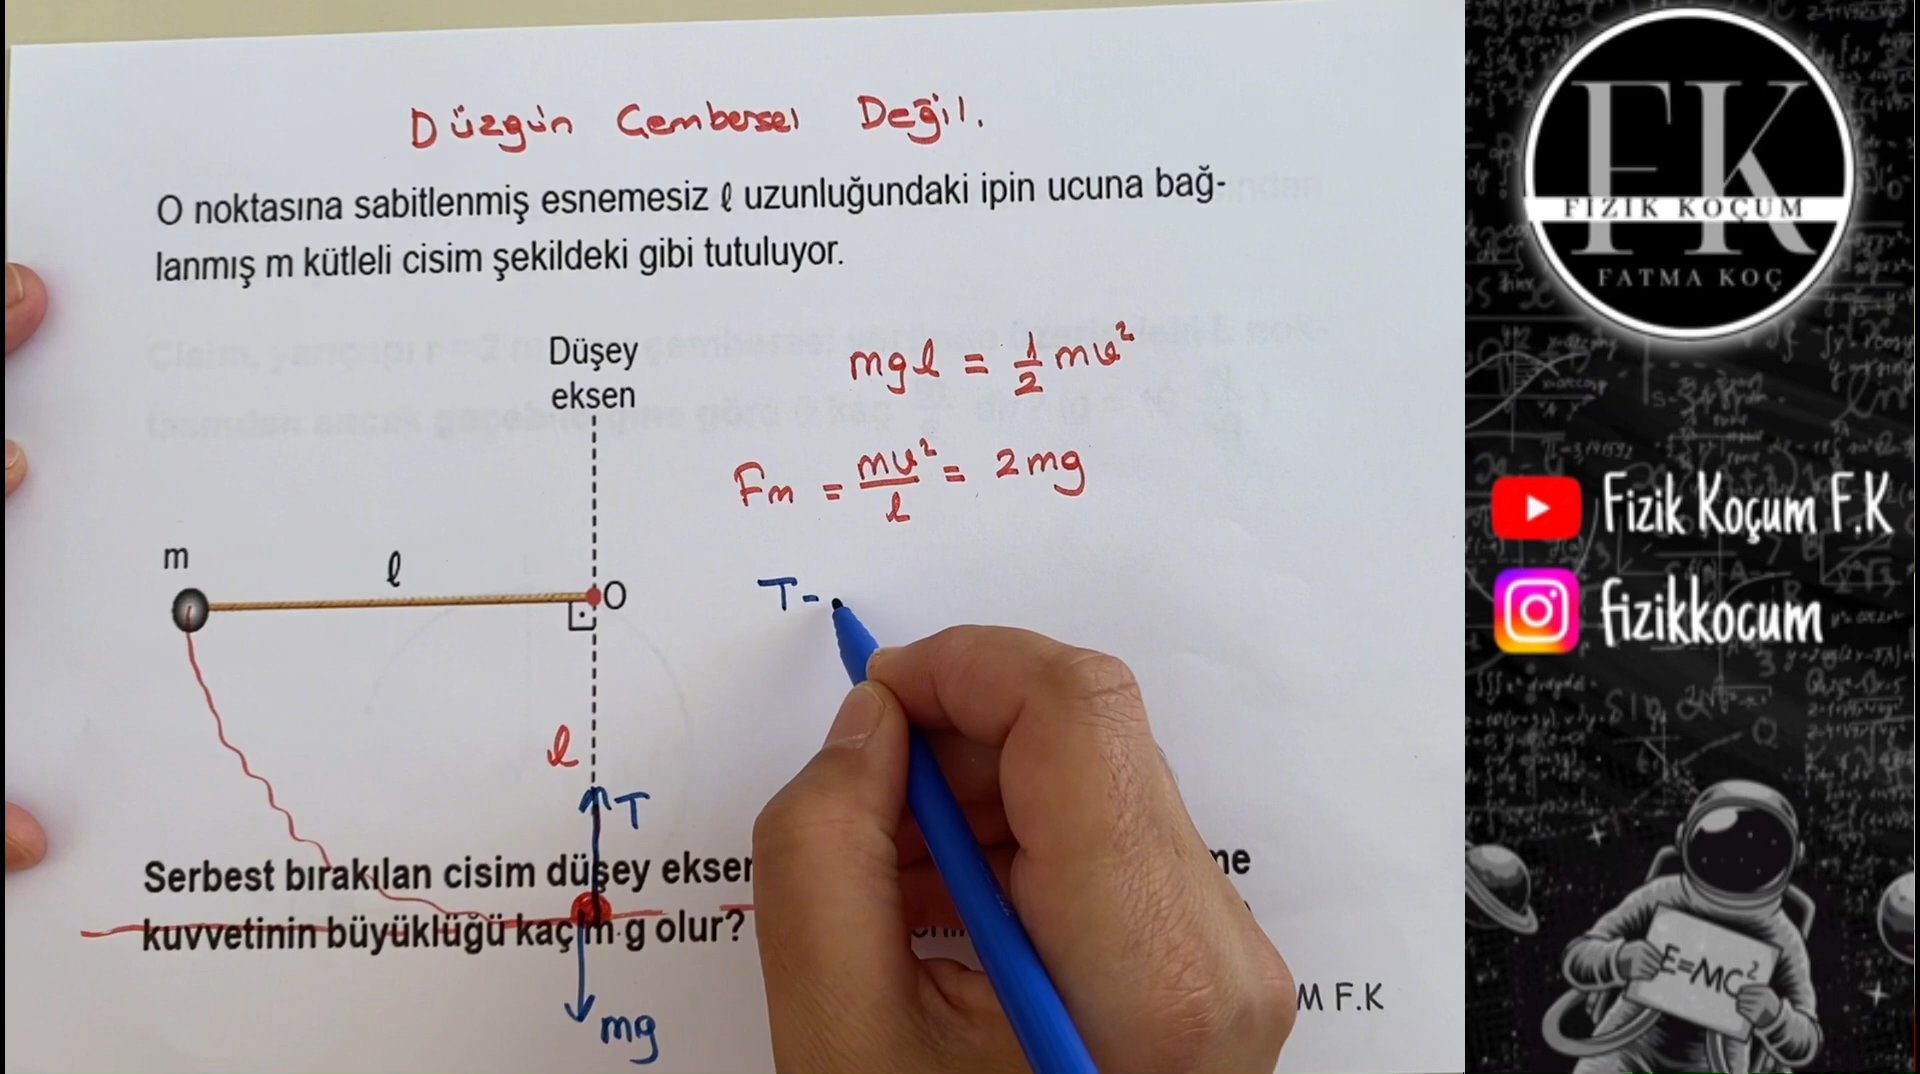 Düzgün Çembersel Değil.
O noktasına sabitlenmiş esnemesiz ℓ uzunluğundaki ipin ucuna bağ-
lanmış m kütleli cisim şekildeki gibi tutuluyor.
Düşey
eksen
mgl = 1/2 mv²
Fm = mv²/l = 2mg
m
ℓ
O
T-
l
T
Serbest bırakılan cisim düşey
kuvvetinin büyüklüğü kaç m·g olur?
mg
M F.K
FK
FİZİK KOÇUM
FATMA KOÇ
Fizik Koçum F.K
fizikkocum
E=MC²